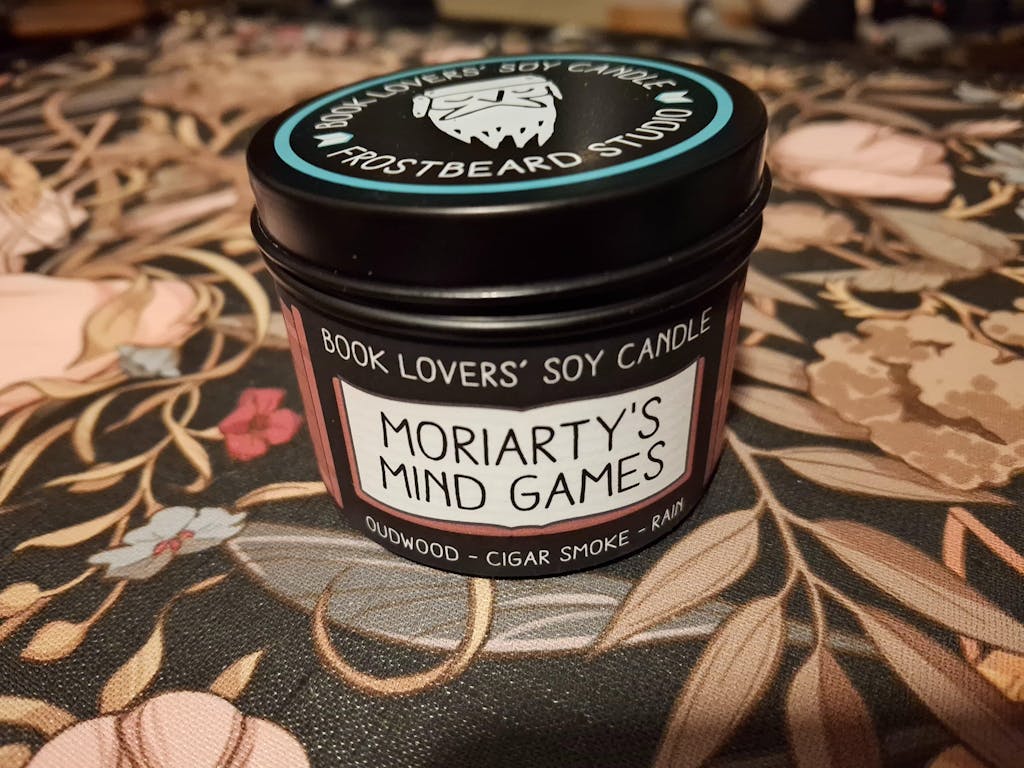 BOOK LOVERS' SOY CANDLE
FROSTBEARD STUDIO
BOOK LOVERS' SOY CANDLE
MORIARTY'S
MIND GAMES
OUDWOOD - CIGAR SMOKE - RAIN